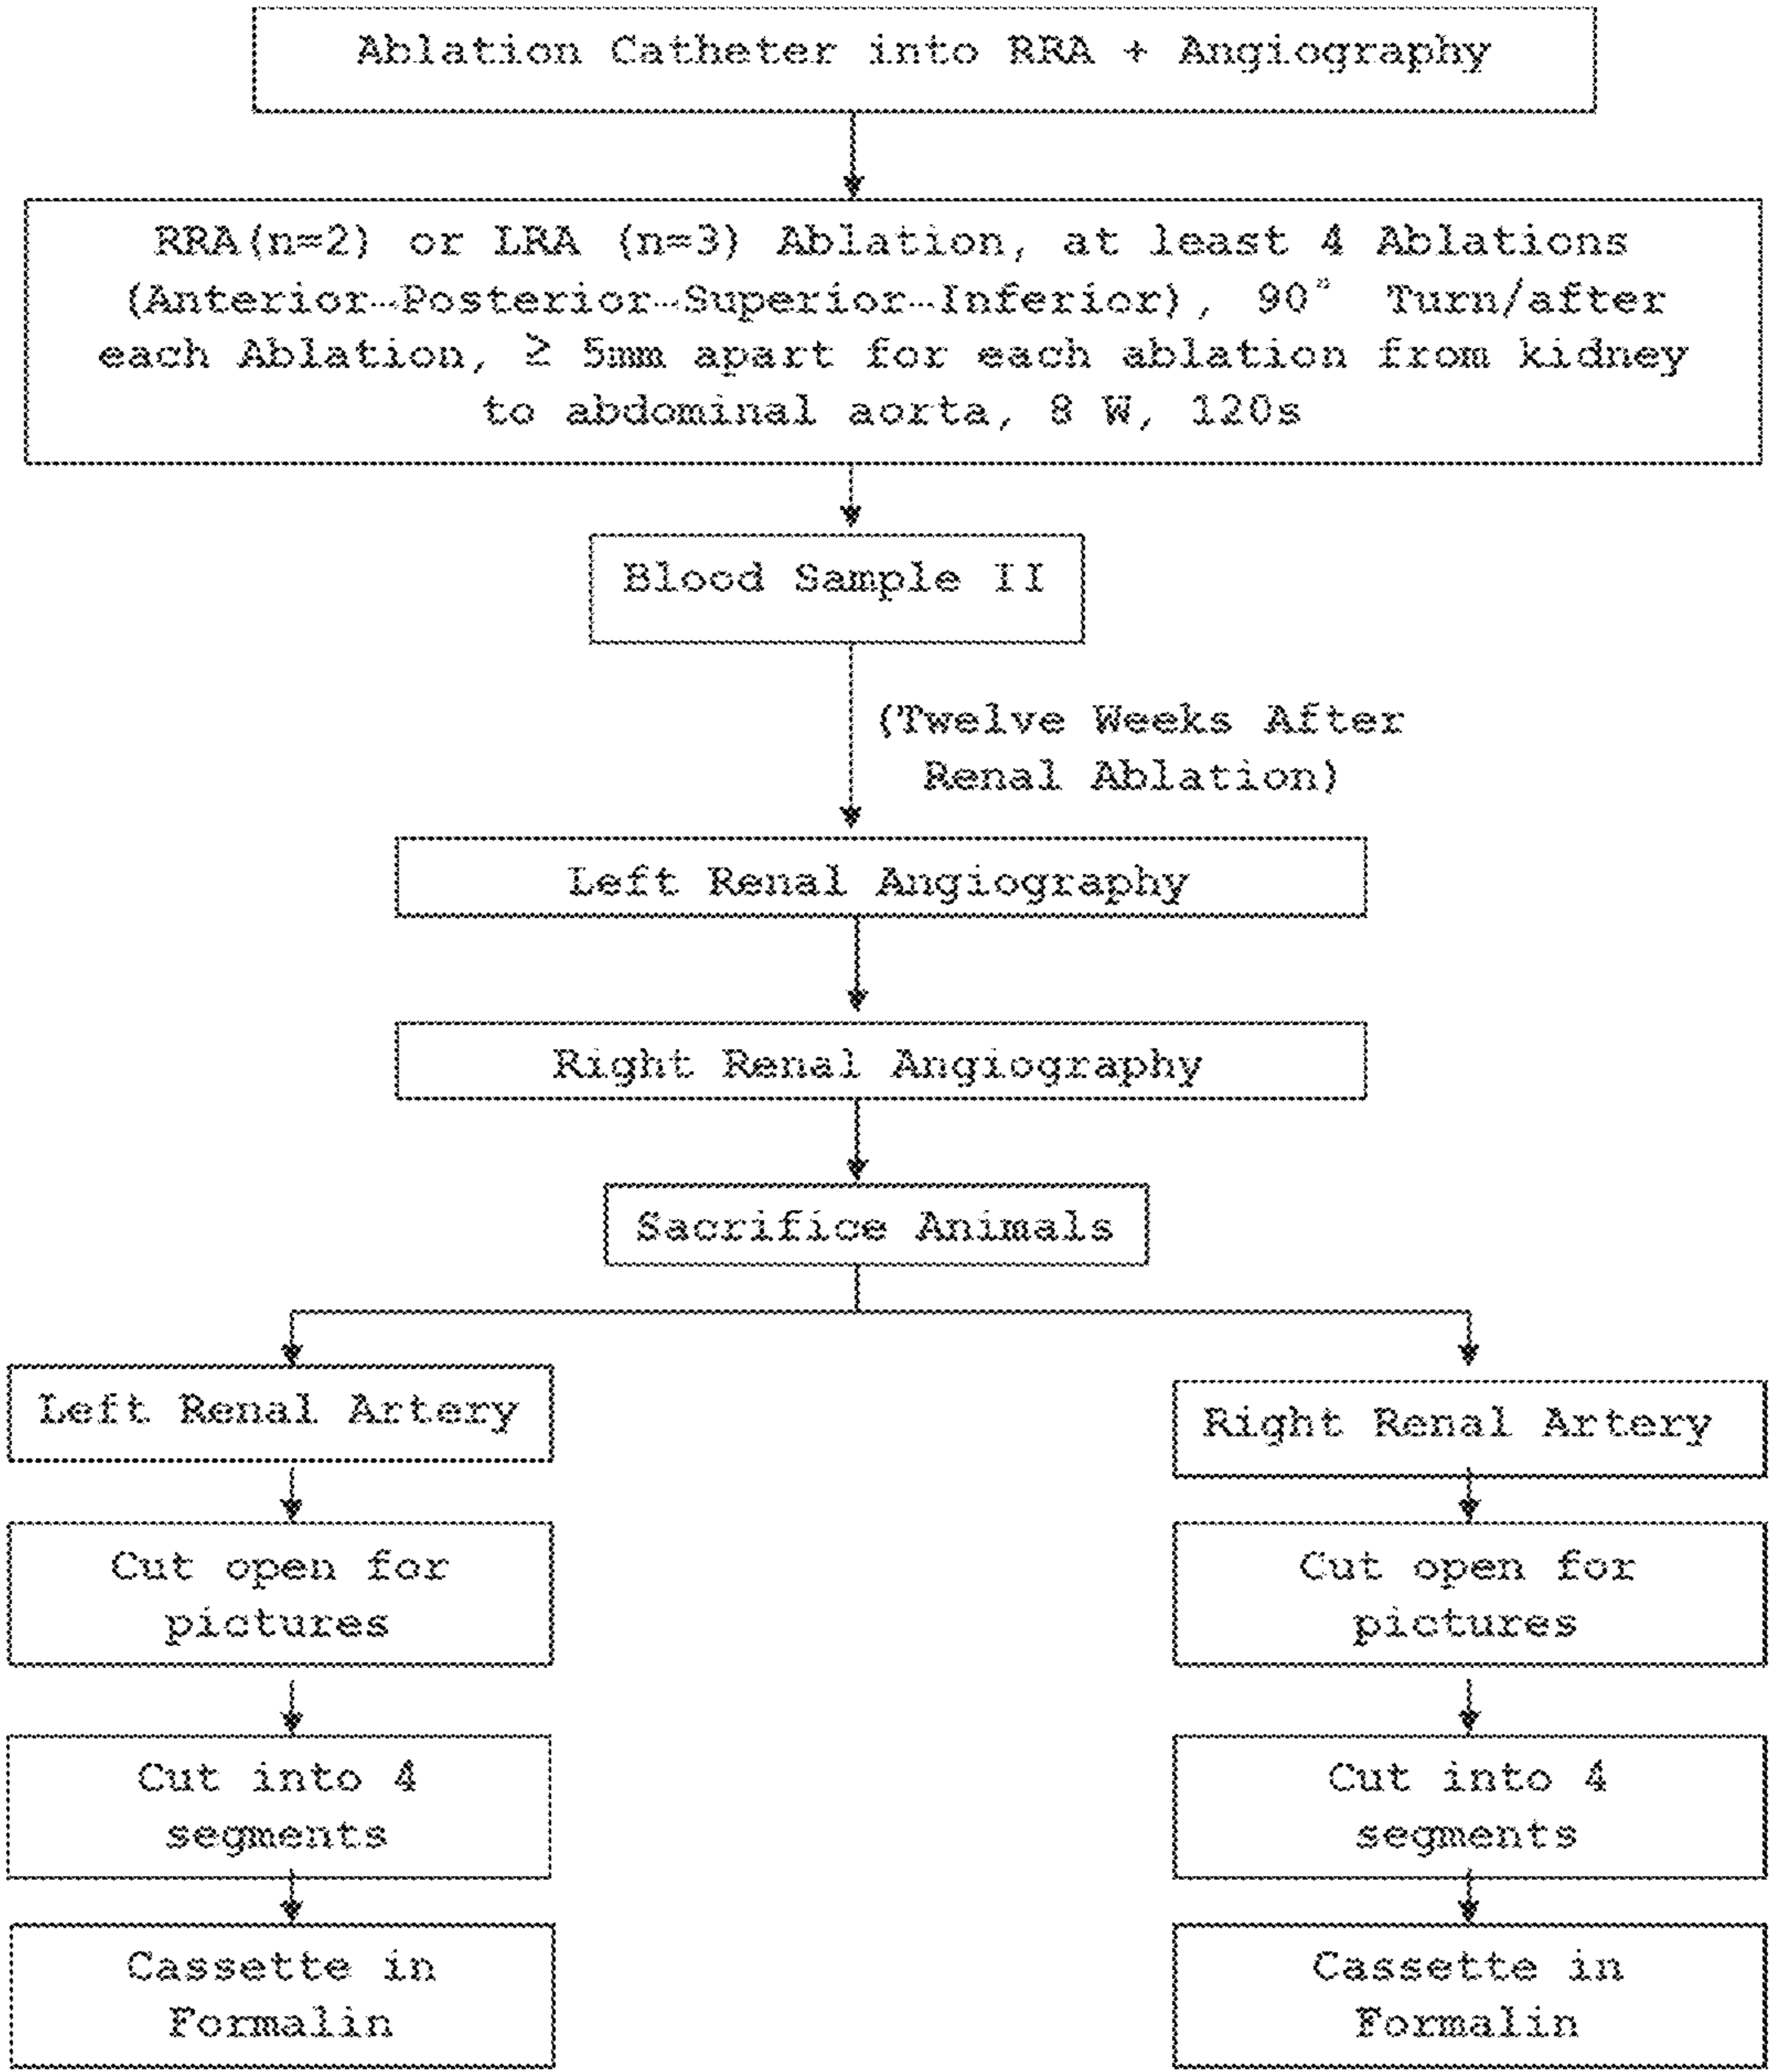 Ablation Catheter into RRA + Angiography
RRA(n=2) or LRA (n=3) Ablation, at least 4 Ablations
(Anterior→Posterior→Superior→Inferior), 90° Turn/after
each Ablation, ≥ 5mm apart for each ablation from kidney
to abdominal aorta, 8 W, 120s
Blood Sample II
(Twelve Weeks After
Renal Ablation)
Left Renal Angiography
Right Renal Angiography
Sacrifice Animals
Left Renal Artery
Cut open for
pictures
Cut into 4
segments
Cassette in
Formalin
Right Renal Artery
Cut open for
pictures
Cut into 4
segments
Cassette in
Formalin